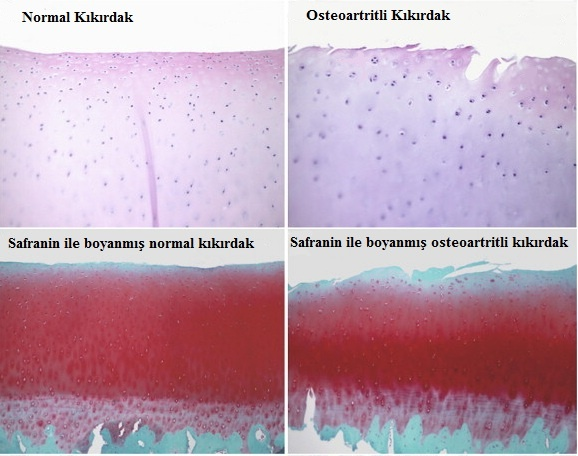 Normal Kıkırdak
Osteoartritli Kıkırdak
Safranin ile boyanmış normal kıkırdak
Safranin ile boyanmış osteoartritli kıkırdak